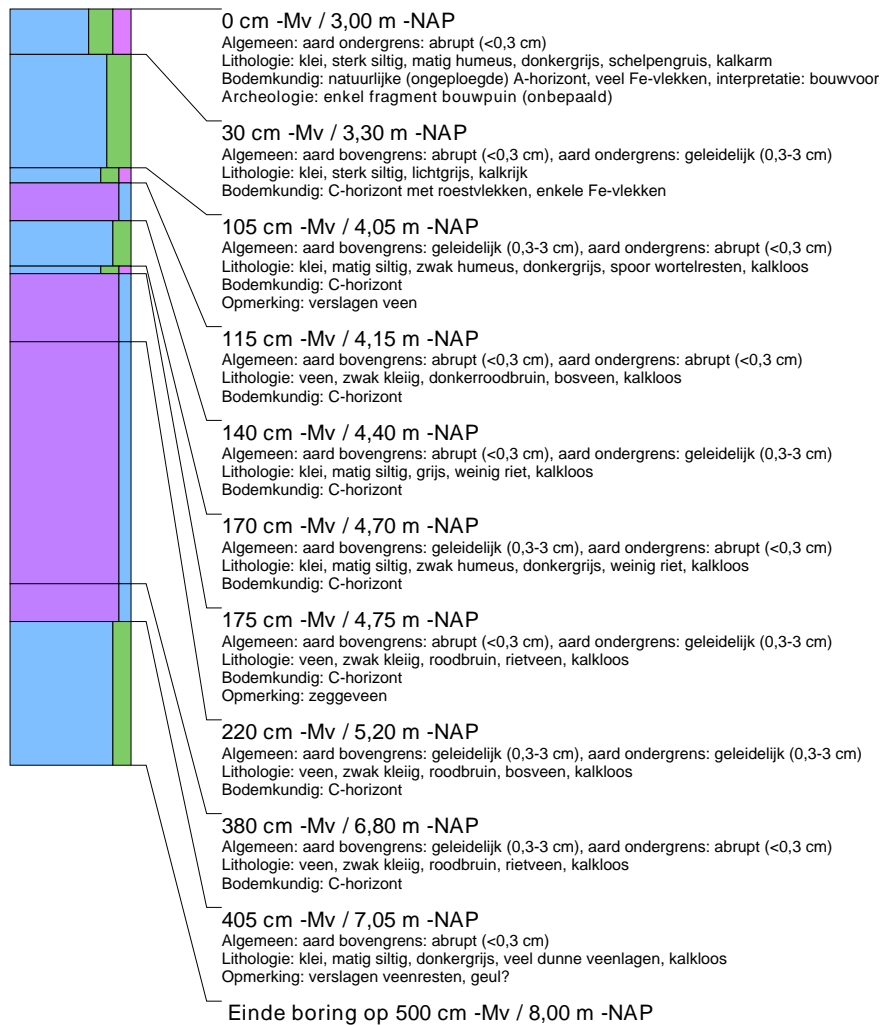 0 cm -Mv / 3,00 m -NAP
Algemeen: aard ondergrens: abrupt (<0,3 cm)
Lithologie: klei, sterk siltig, matig humeus, donkergrijs, schelpengruis, kalkarm
Bodemkundig: natuurlijke (ongeploegde) A-horizont, veel Fe-vlekken, interpretatie: bouwvoor
Archeologie: enkel fragment bouwpuin (onbepaald)
30 cm -Mv / 3,30 m -NAP
Algemeen: aard bovengrens: abrupt (<0,3 cm), aard ondergrens: geleidelijk (0,3-3 cm)
Lithologie: klei, sterk siltig, lichtgrijs, kalkrijk
Bodemkundig: C-horizont met roestvlekken, enkele Fe-vlekken
105 cm -Mv / 4,05 m -NAP
Algemeen: aard bovengrens: geleidelijk (0,3-3 cm), aard ondergrens: abrupt (<0,3 cm)
Lithologie: klei, matig siltig, zwak humeus, donkergrijs, spoor wortelresten, kalkloos
Bodemkundig: C-horizont
Opmerking: verslagen veen
115 cm -Mv / 4,15 m -NAP
Algemeen: aard bovengrens: abrupt (<0,3 cm), aard ondergrens: abrupt (<0,3 cm)
Lithologie: veen, zwak kleiig, donkerroodbruin, bosveen, kalkloos
Bodemkundig: C-horizont
140 cm -Mv / 4,40 m -NAP
Algemeen: aard bovengrens: abrupt (<0,3 cm), aard ondergrens: geleidelijk (0,3-3 cm)
Lithologie: klei, matig siltig, grijs, weinig riet, kalkloos
Bodemkundig: C-horizont
170 cm -Mv / 4,70 m -NAP
Algemeen: aard bovengrens: geleidelijk (0,3-3 cm), aard ondergrens: abrupt (<0,3 cm)
Lithologie: klei, matig siltig, zwak humeus, donkergrijs, weinig riet, kalkloos
Bodemkundig: C-horizont
175 cm -Mv / 4,75 m -NAP
Algemeen: aard bovengrens: abrupt (<0,3 cm), aard ondergrens: geleidelijk (0,3-3 cm)
Lithologie: veen, zwak kleiig, roodbruin, rietveen, kalkloos
Bodemkundig: C-horizont
Opmerking: zeggeveen
220 cm -Mv / 5,20 m -NAP
Algemeen: aard bovengrens: geleidelijk (0,3-3 cm), aard ondergrens: geleidelijk (0,3-3 cm)
Lithologie: veen, zwak kleiig, roodbruin, bosveen, kalkloos
Bodemkundig: C-horizont
380 cm -Mv / 6,80 m -NAP
Algemeen: aard bovengrens: geleidelijk (0,3-3 cm), aard ondergrens: abrupt (<0,3 cm)
Lithologie: veen, zwak kleiig, roodbruin, rietveen, kalkloos
Bodemkundig: C-horizont
405 cm -Mv / 7,05 m -NAP
Algemeen: aard bovengrens: abrupt (<0,3 cm)
Lithologie: klei, matig siltig, donkergrijs, veel dunne veenlagen, kalkloos
Opmerking: verslagen veenresten, geul?
Einde boring op 500 cm -Mv / 8,00 m -NAP